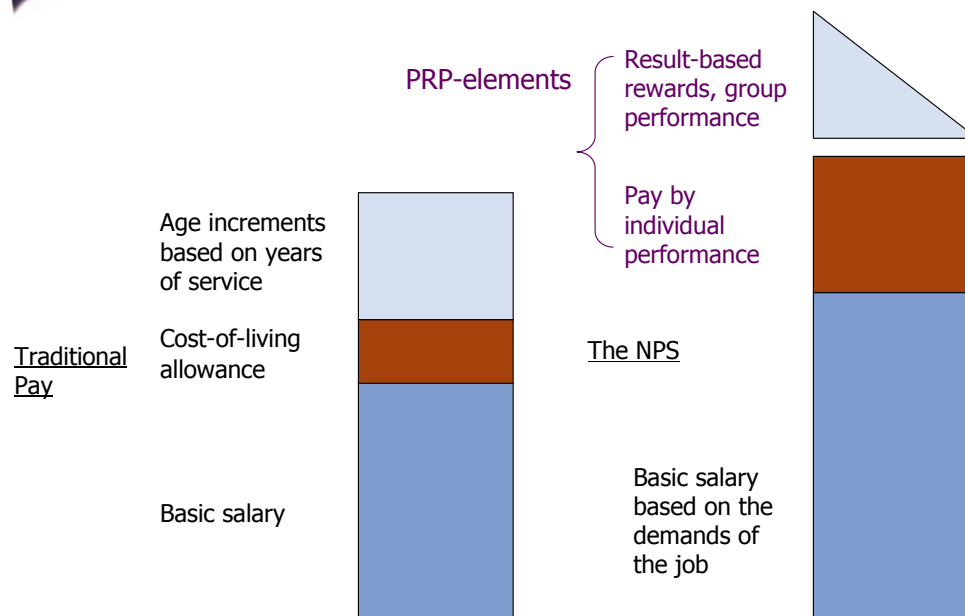 PRP-elements
Result-based
rewards, group
performance
Pay by
individual
performance
Age increments
based on years
of service
Cost-of-living
allowance
Traditional
Pay
Basic salary
The NPS
Basic salary
based on the
demands of
the job